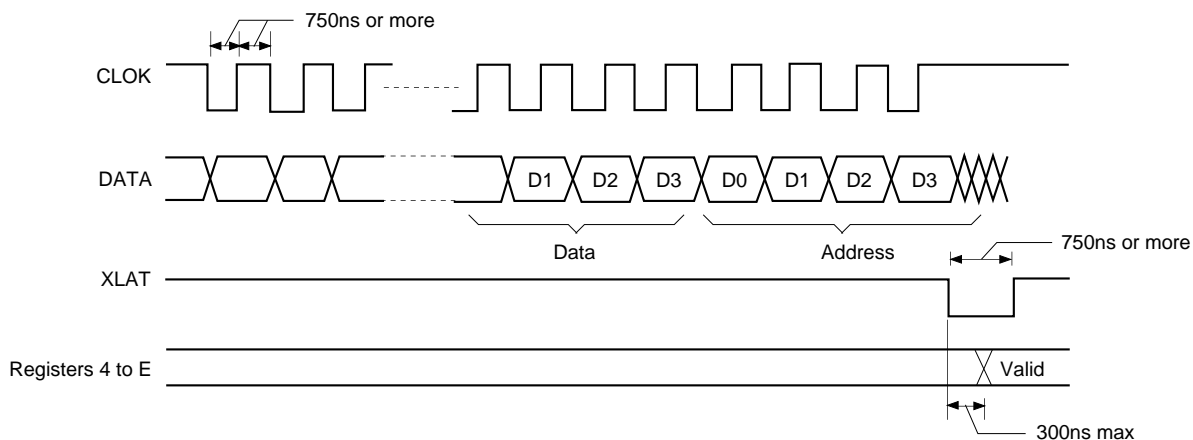 750ns or more
CLOK
DATA
D1 D2 D3 D0 D1 D2 D3
Data Address
750ns or more
XLAT
Registers 4 to E
Valid
300ns max